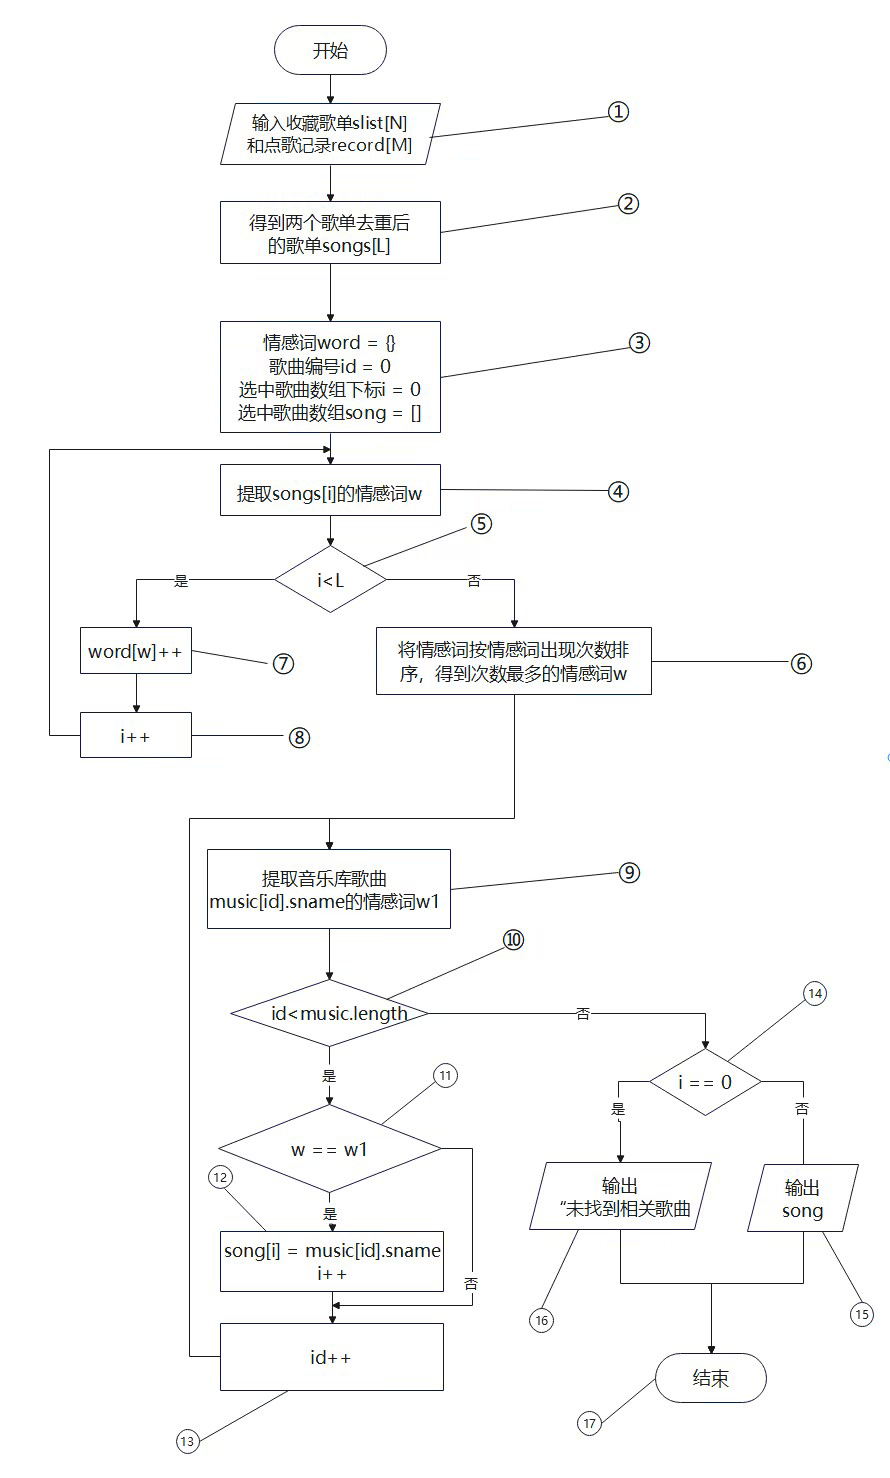 开始
输入收藏歌单slist[N]
和点歌记录record[M]
①
得到两个歌单去重后
的歌单songs[L]
②
情感词word = {}
歌曲编号id = 0
选中歌曲数组下标i = 0
选中歌曲数组song = []
③
提取songs[i]的情感词w
④
⑤
i<L
是
否
word[w]++
⑦
将情感词按情感词出现次数排
序，得到次数最多的情感词w
⑥
i++
⑧
提取音乐库歌曲
music[id].sname的情感词w1
⑨
⑩
id<music.length
否
14
是
11
i == 0
是
否
w == w1
12
是
输出
“未找到相关歌曲
输出
song
song[i] = music[id].sname
i++
否
16
15
id++
13
结束
17